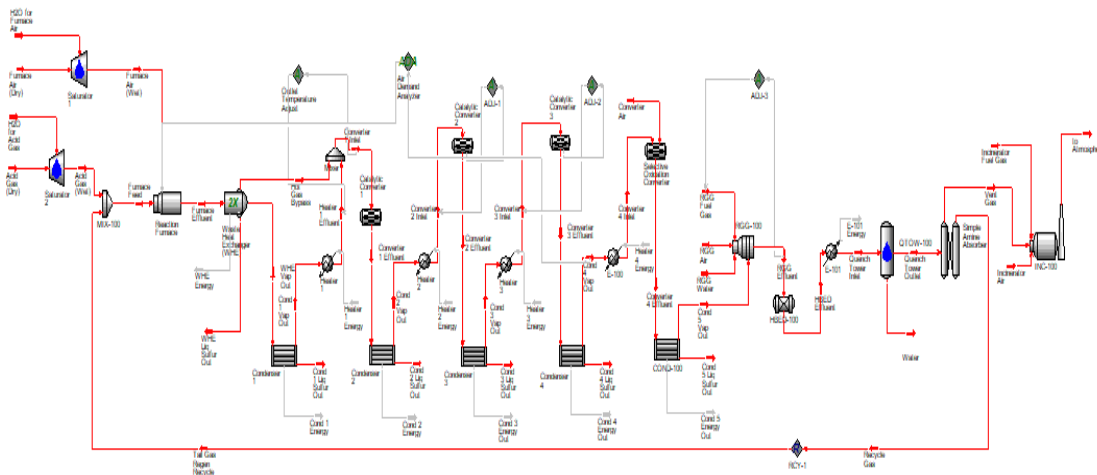 H2O for
Furnace
Air
Furnace
Air
(Dry)
Saturator
1
Furnace
Air
(Wet)
H2O
for
Acid
Gas
Acid
Gas
(Dry)
Saturator
2
Acid
Gas
(Wet)
MIX-100
Furnace
Feed
Reaction
Furnace
Furnace
Effluent
2X
Waste
Heat
Exchanger
(WHE
WHE
Energy
WHE
Liq
Sulfur
Out
Outlet
Temperature
Adjust
Air
Demand
Analyzer
Hot
Gas
Bypass
Mixer
Converter
1 Inlet
Catalytic
Converter
1
WHE
Vap
Out
Heater
1
Heater
1
Effluent
Heater
1 Energy
Condenser
1
Cond
1
Vap
Out
Cond
1 Liq
Sulfur
Out
Cond 1
Energy
Converter
1 Effluent
Converter
2 Inlet
Heater
2
Heater
2 Energy
Condenser
2
Cond
2
Vap
Out
Cond
2 Liq
Sulfur
Out
Cond 2
Energy
Catalytic
Converter
2
ADJ-1
Converter
2 Effluent
Converter
3 Inlet
Heater
3
Heater
3 Energy
Condenser
3
Cond
3
Vap
Out
Cond
3 Liq
Sulfur
Out
Cond 3
Energy
Out
Catalytic
Converter
3
ADJ-2
Converter
3 Effluent
Converter
4 Inlet
E-100
Heater
4
Energy
Condenser
4
Cond
4
Vap
Out
Cond
4 Liq
Sulfur
Out
Cond 4
Energy
Out
Converter
Air
Selective
Oxidation
Converter
Converter
4 Effluent
COND-100
Cond
5
Vap
Out
Cond
5 Liq
Sulfur
Out
Cond 5
Energy
ADJ-3
RGG
Fuel
Gas
RGG
Air
RGG
Water
RGG-100
RGG
Effluent
HBED-100
HBED
Effluent
E-101
Energy
E-101
Quench
Tower
Inlet
QTOW-100
Quench
Tower
Outlet
Water
Simple
Amine
Absorber
Incinerator
Fuel Gas
Vent
Gas
Incinerator
Air
INC-100
to
Atmosphe
Tail Gas
Regen
Recycle
R
RCY-1
Recycle
Gas